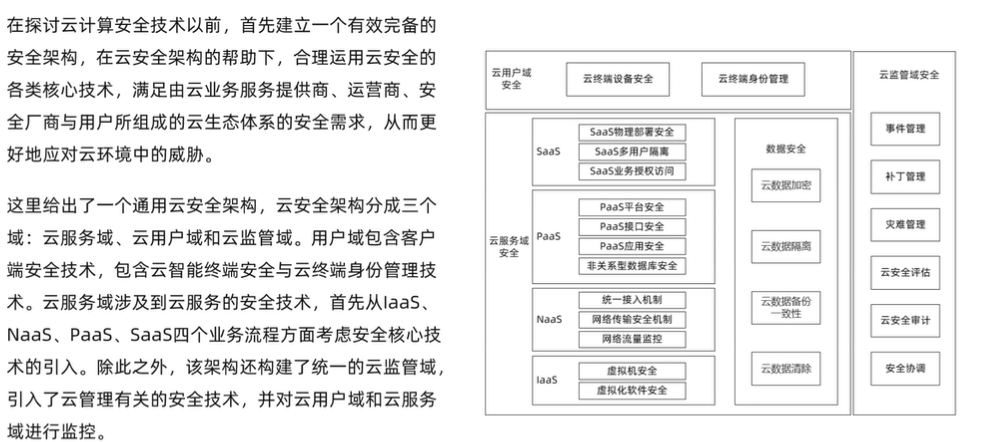 在探讨云计算安全技术以前，首先建立一个有效完备的
安全架构，在云安全架构的帮助下，合理运用云安全的
各类核心技术，满足由云业务服务提供商、运营商、安
全厂商与用户所组成的云生态体系的安全需求，从而更
好地应对云环境中的威胁。
这里给出了一个通用云安全架构，云安全架构分成三个
域：云服务域、云用户域和云监管域。用户域包含客户
端安全技术，包含云智能终端安全与云终端身份管理技
术。云服务域涉及到云服务的安全技术，首先从IaaS、
NaaS、PaaS、SaaS四个业务流程方面考虑安全核心技
术的引入。除此之外，该架构还构建了统一的云监管域，
引入了云管理有关的安全技术，并对云用户域和云服务
域进行监控。
云用户域
安全
云终端设备安全
云终端身份管理
云服务域
安全
SaaS
SaaS物理部署安全
SaaS多用户隔离
SaaS业务授权访问
PaaS
PaaS平台安全
PaaS接口安全
PaaS应用安全
非关系型数据库安全
NaaS
统一接入机制
网络传输安全机制
网络流量监控
IaaS
虚拟机安全
虚拟化软件安全
数据安全
云数据加密
云数据隔离
云数据备份
一致性
云数据清除
云监管域安全
事件管理
补丁管理
灾难管理
云安全评估
云安全审计
安全协调